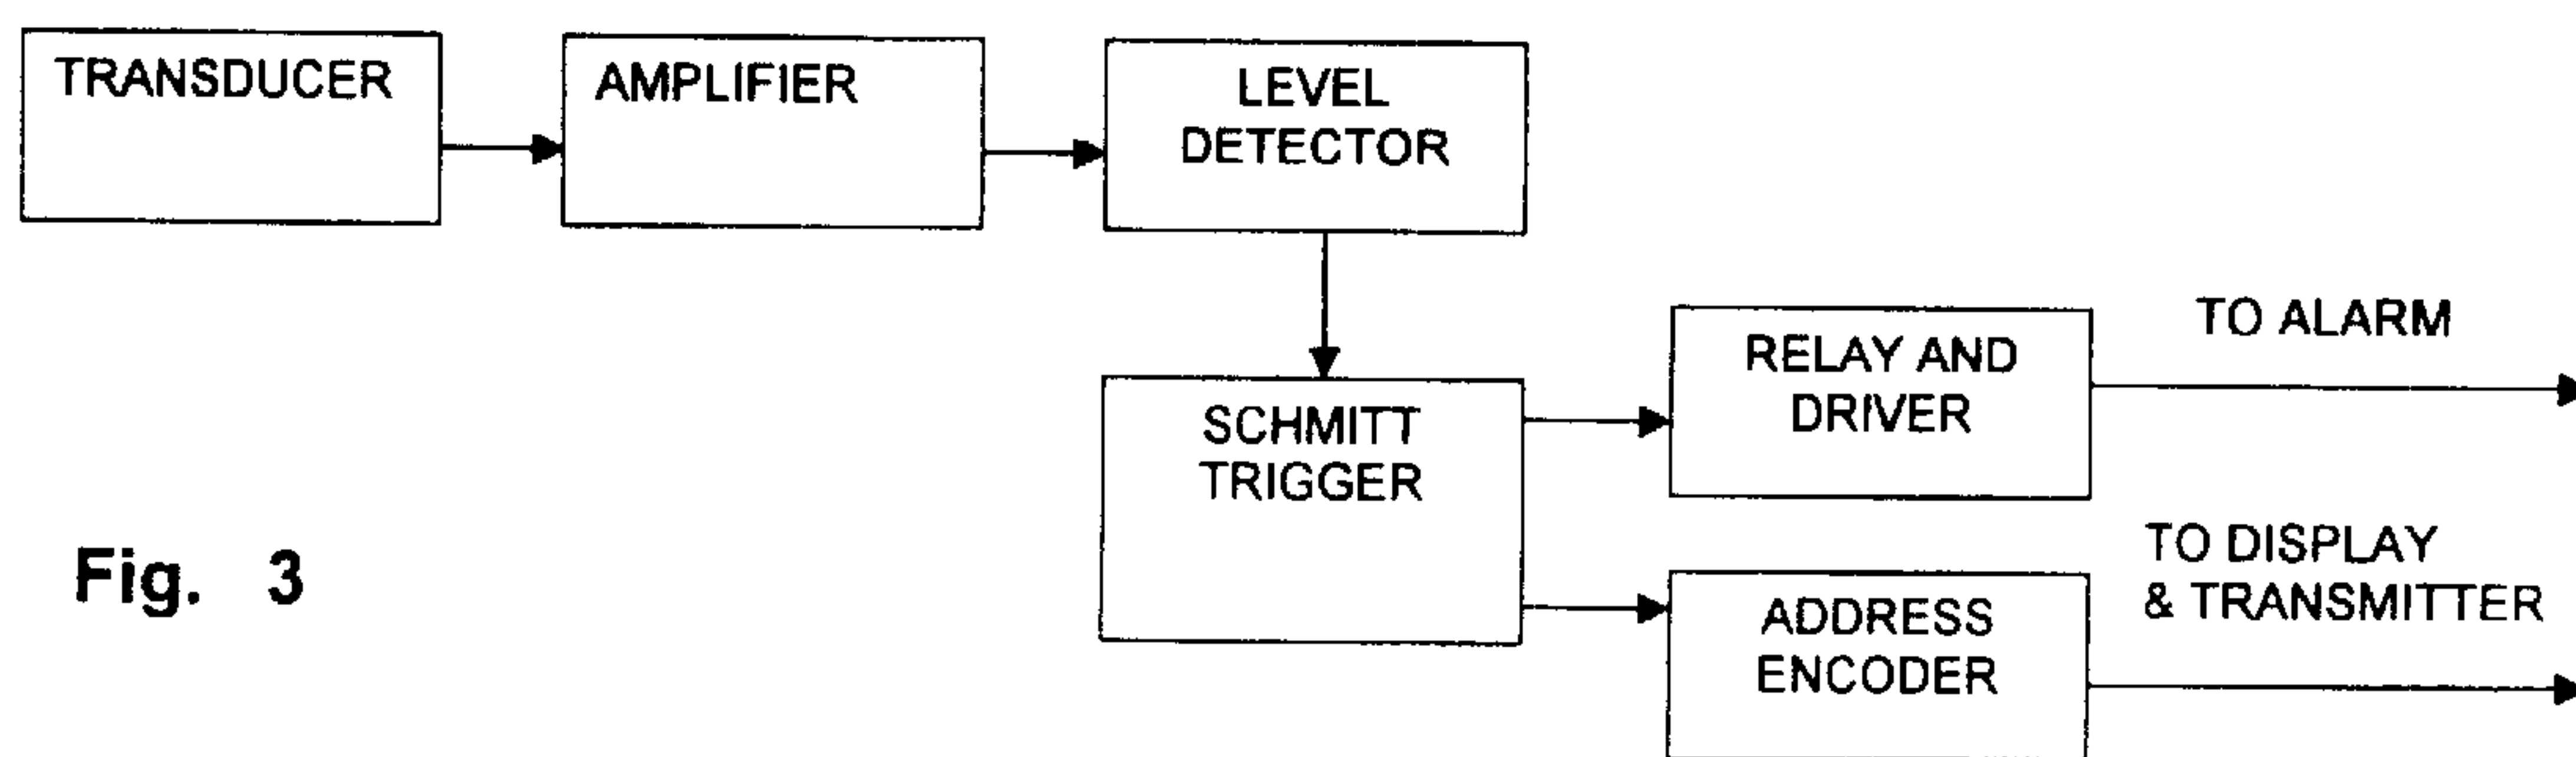 TRANSDUCER
AMPLIFIER
LEVEL
DETECTOR
SCHMITT
TRIGGER
RELAY AND
DRIVER
TO ALARM
ADDRESS
ENCODER
TO DISPLAY
& TRANSMITTER
Fig. 3